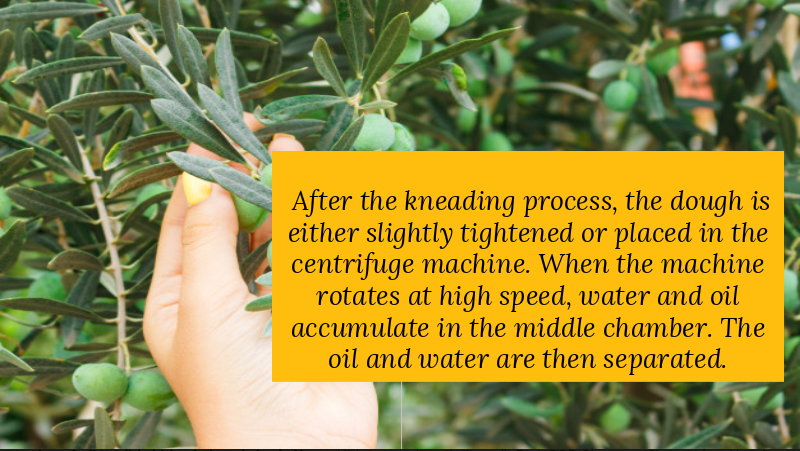 After the kneading process, the dough is
either slightly tightened or placed in the
centrifuge machine. When the machine
rotates at high speed, water and oil
accumulate in the middle chamber. The
oil and water are then separated.